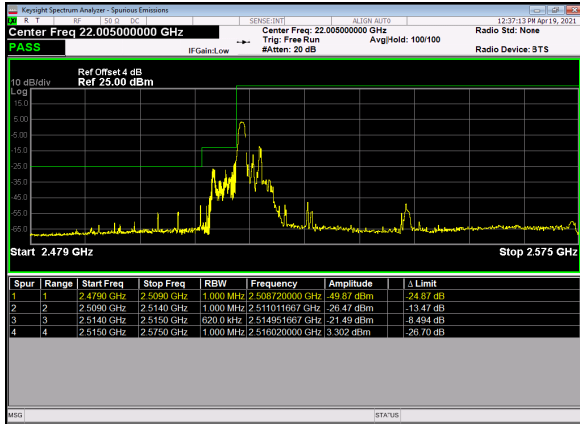 Keysight Spectrum Analyzer - Spurious Emissions
R T RF 50 Ω DC SENSE:INT ALIGN AUTO 12:37:13 PM Apr 19, 2021
Center Freq 22.005000000 GHz Center Freq: 22.005000000 GHz Radio Std: None
Trig: Free Run Avg|Hold: 100/100
PASS IFGain:Low #Atten: 20 dB Radio Device: BTS
Ref Offset 4 dB
10 dB/div Ref 25.00 dBm
Log
15.0
5.00
-5.00
-15.0
-25.0
-35.0
-45.0
-55.0
-65.0
Start 2.479 GHz Stop 2.575 GHz
Spur Range Start Freq Stop Freq RBW Frequency Amplitude Δ Limit
1 1 2.4790 GHz 2.5090 GHz 1.000 MHz 2.508720000 GHz -49.87 dBm -24.87 dB
2 2 2.5090 GHz 2.5140 GHz 1.000 MHz 2.511011667 GHz -26.47 dBm -13.47 dB
3 3 2.5140 GHz 2.5150 GHz 620.0 kHz 2.514951667 GHz -21.49 dBm -8.494 dB
4 4 2.5150 GHz 2.5750 GHz 1.000 MHz 2.516020000 GHz 3.302 dBm -26.70 dB
MSG STATUS